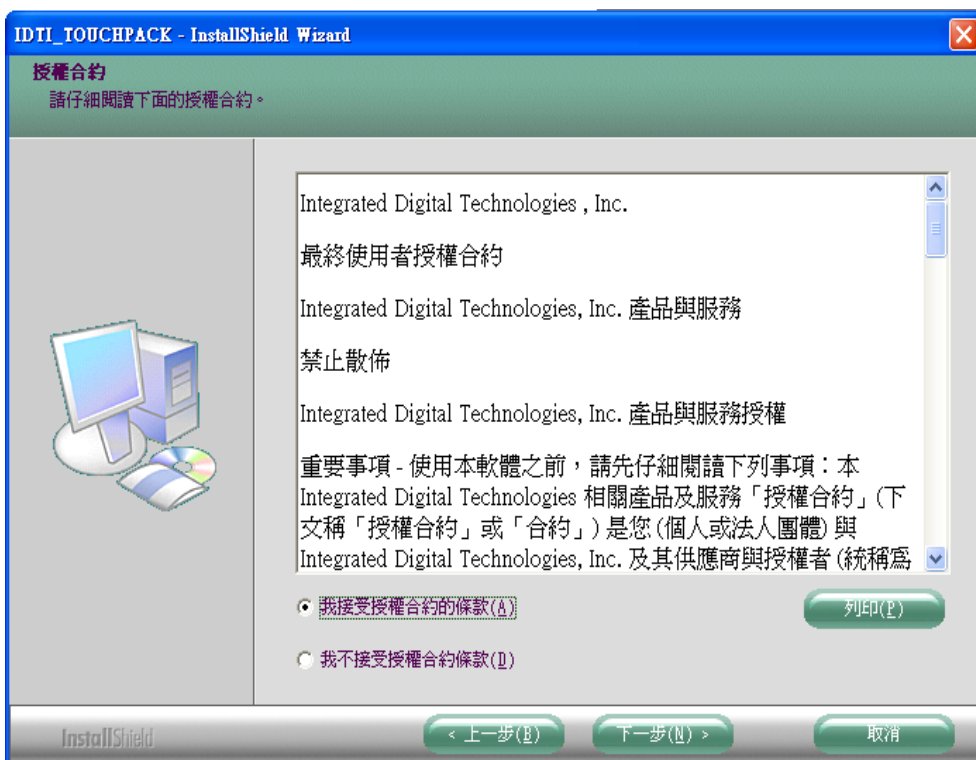 IDTI_TOUCHPACK - InstallShield Wizard
授權合約
請仔細閱讀下面的授權合約。
Integrated Digital Technologies , Inc.
最終使用者授權合約
Integrated Digital Technologies, Inc. 產品與服務
禁止散佈
Integrated Digital Technologies, Inc. 產品與服務授權
重要事項 - 使用本軟體之前，請先仔細閱讀下列事項：本
Integrated Digital Technologies 相關產品及服務「授權合約」(下
文稱「授權合約」或「合約」) 是您 (個人或法人團體) 與
Integrated Digital Technologies, Inc. 及其供應商與授權者 (統稱為
我接受授權合約的條款(A)
列印(P)
我不接受授權合約條款(D)
InstallShield
< 上一步(B)
下一步(N) >
取消